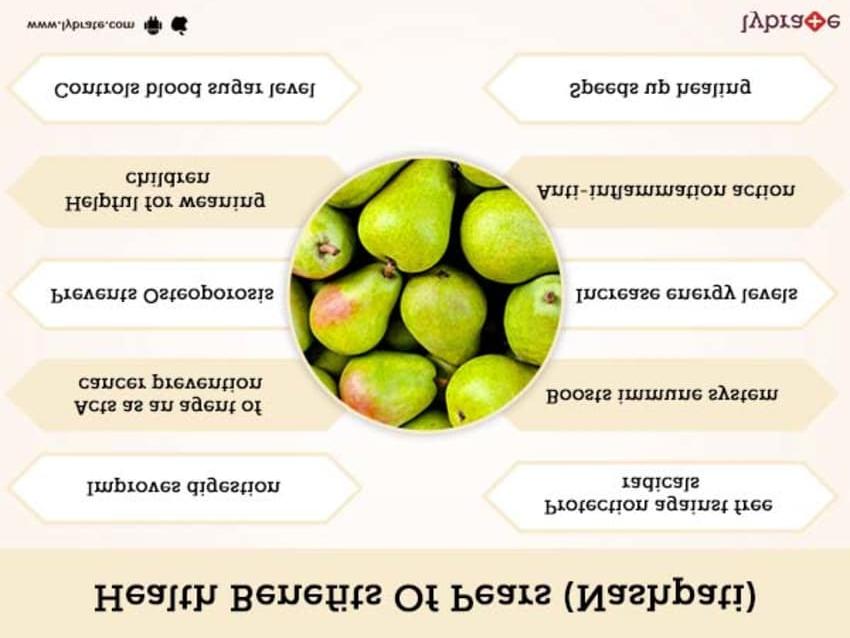 Health Benefits Of Pears (Nashpati)
Improves digestion
Protection against free
radicals
Acts as an agent of
cancer prevention
Boosts immune system
Prevents Osteoporosis
Increase energy levels
Helpful for weaning
children
Anti-inflammation action
Controls blood sugar level
Speeds up healing
www.lybrate.com
lybrate